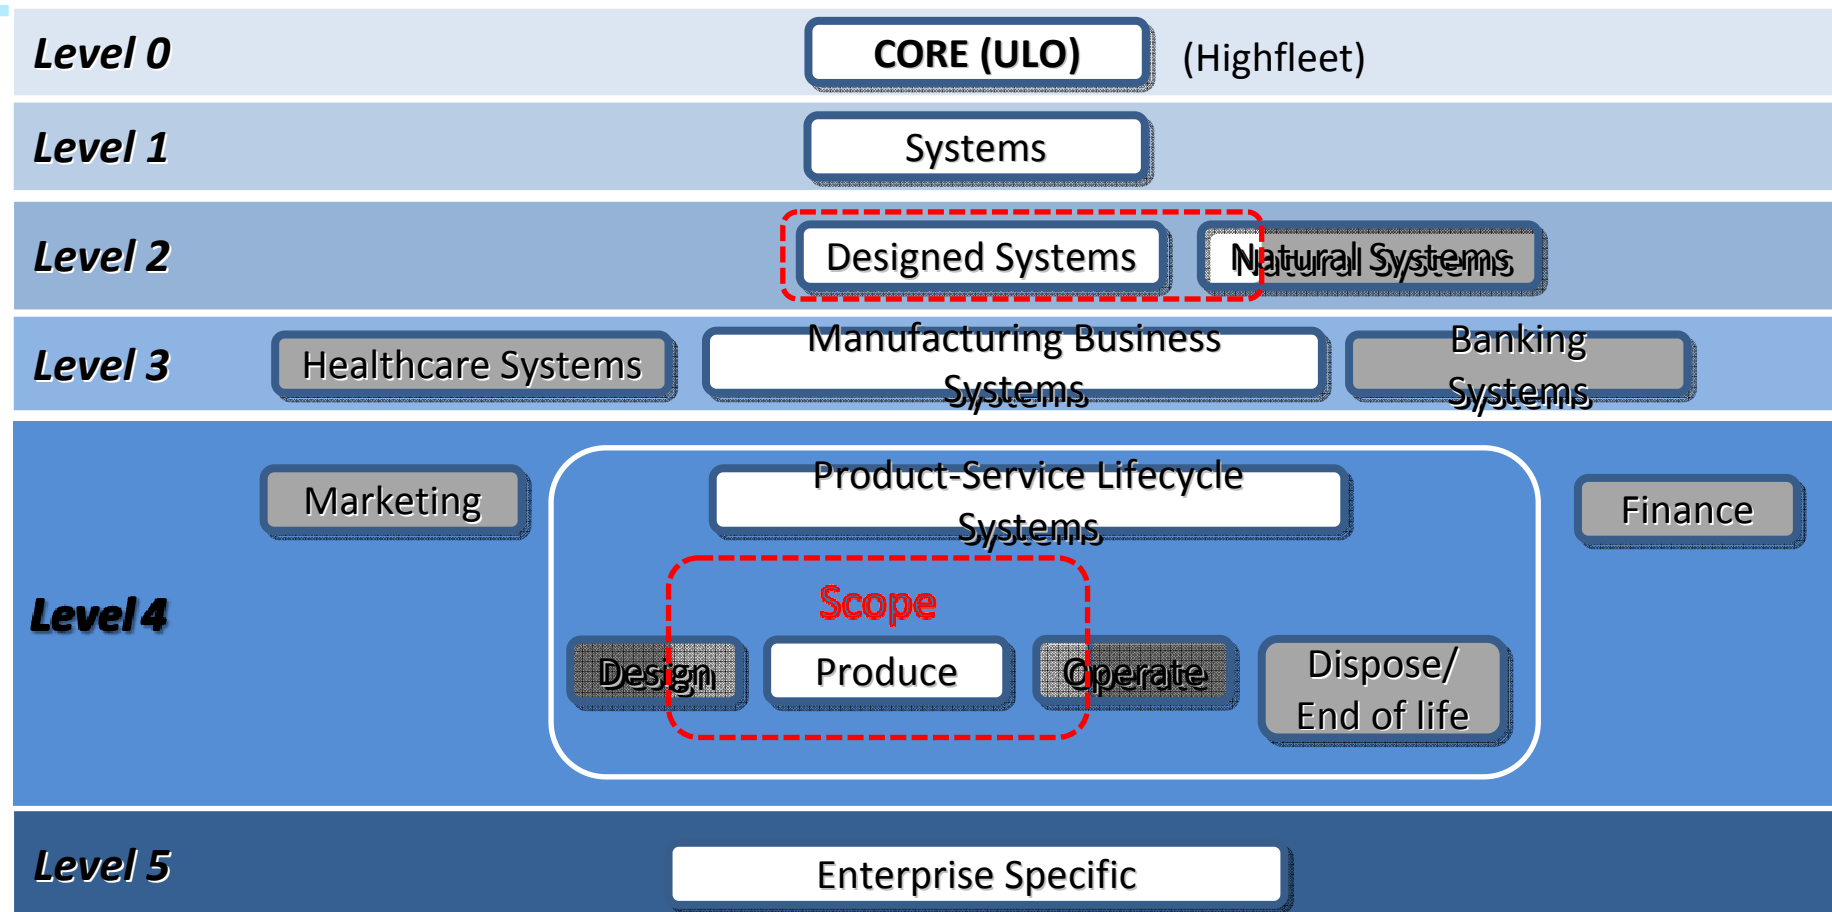 Level 0
CORE (ULO)
(Highfleet)
Level 1
Systems
Level 2
Designed Systems
Natural Systems
Level 3
Healthcare Systems
Manufacturing Business
Systems
Banking
Systems
Level 4
Marketing
Product-Service Lifecycle
Systems
Finance
Scope
Design
Produce
Operate
Dispose/
End of life
Level 5
Enterprise Specific